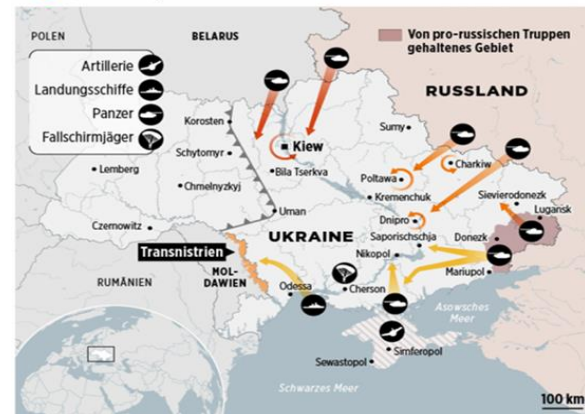 POLEN
BELARUS
Von pro-russischen Truppen
gehaltenes Gebiet
Artillerie
Landungsschiffe
Panzer
Fallschirmjäger
RUSSLAND
Korosten
Sumy
Kiew
Schytomyr
Charkiw
Lemberg
Bila Tserkva
Poltawa
Chmelnyzkyj
Krementschuk
Sievierodonezk
Uman
Lugansk
Czernowitz
Dnipro
UKRAINE
Saporischschja
Donezk
Transnistrien
Nikopol
MOL-
DAWIEN
Mariupol
RUMÄNIEN
Odessa
Cherson
Asowsches
Meer
Simferopol
Sewastopol
Schwarzes Meer
100 km